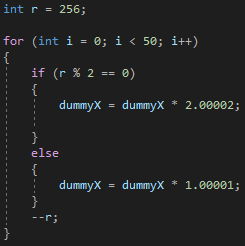 int r = 256;
for (int i = 0; i < 50; i++)
{
if (r % 2 == 0)
{
dummyX = dummyX * 2.00002;
}
else
{
dummyX = dummyX * 1.00001;
}
--r;
}